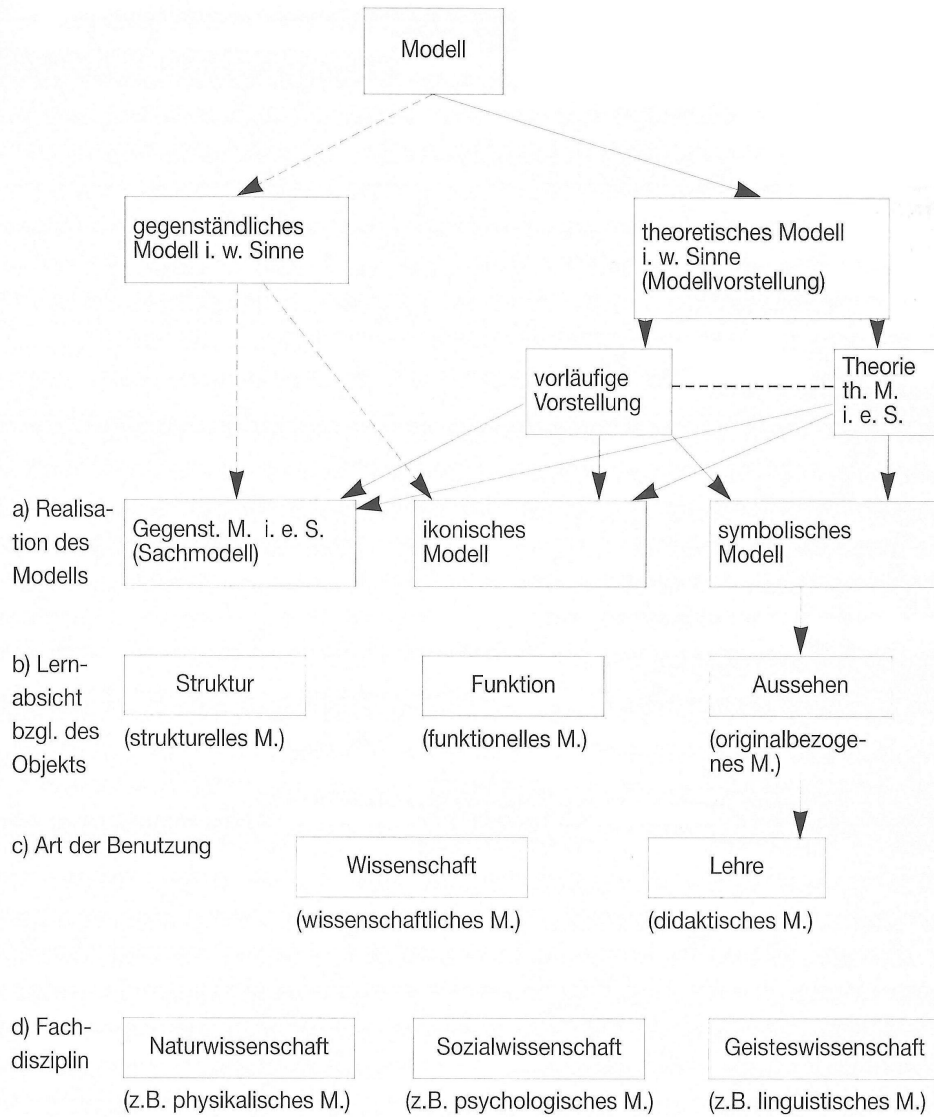 Modell
gegenständliches
Modell i. w. Sinne
theoretisches Modell
i. w. Sinne
(Modellvorstellung)
vorläufige
Vorstellung
Theorie
th. M.
i. e. S.
a) Realisa-
tion des
Modells
Gegenst. M. i. e. S.
(Sachmodell)
ikonisches
Modell
symbolisches
Modell
b) Lern-
absicht
bzgl. des
Objekts
Struktur
(strukturelles M.)
Funktion
(funktionelles M.)
Aussehen
(originalbezoge-
nes M.)
c) Art der Benutzung
Wissenschaft
(wissenschaftliches M.)
Lehre
(didaktisches M.)
d) Fach-
disziplin
Naturwissenschaft
(z.B. physikalisches M.)
Sozialwissenschaft
(z.B. psychologisches M.)
Geisteswissenschaft
(z.B. linguistisches M.)